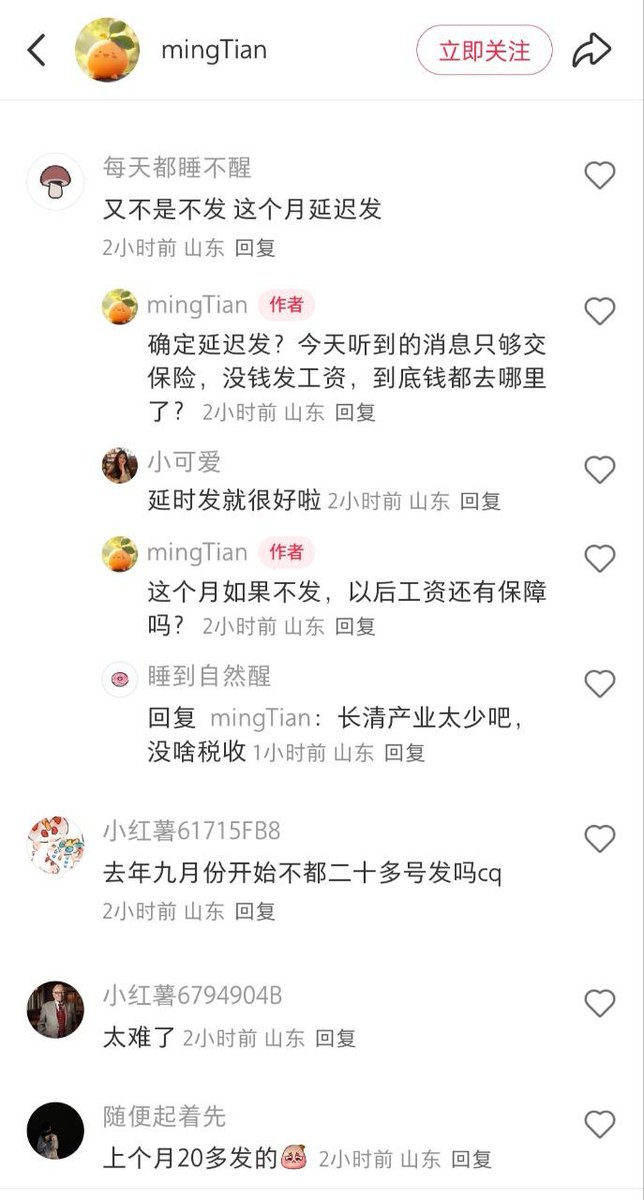 mingTian
立即关注
每天都睡不醒
又不是不发 这个月延迟发
2小时前 山东 回复
mingTian 作者
确定延迟发？今天听到的消息只够交
保险，没钱发工资，到底钱都去哪里
了？ 2小时前 山东 回复
小可爱
延时发就很好啦 2小时前 山东 回复
mingTian 作者
这个月如果不发，以后工资还有保障
吗？ 2小时前 山东 回复
睡到自然醒
回复 mingTian：长清产业太少吧，
没啥税收 1小时前 山东 回复
小红薯61715FB8
去年九月份开始不都二十多号发吗cq
2小时前 山东 回复
小红薯6794904B
太难了 2小时前 山东 回复
随便起着先
上个月20多发的 2小时前 山东 回复